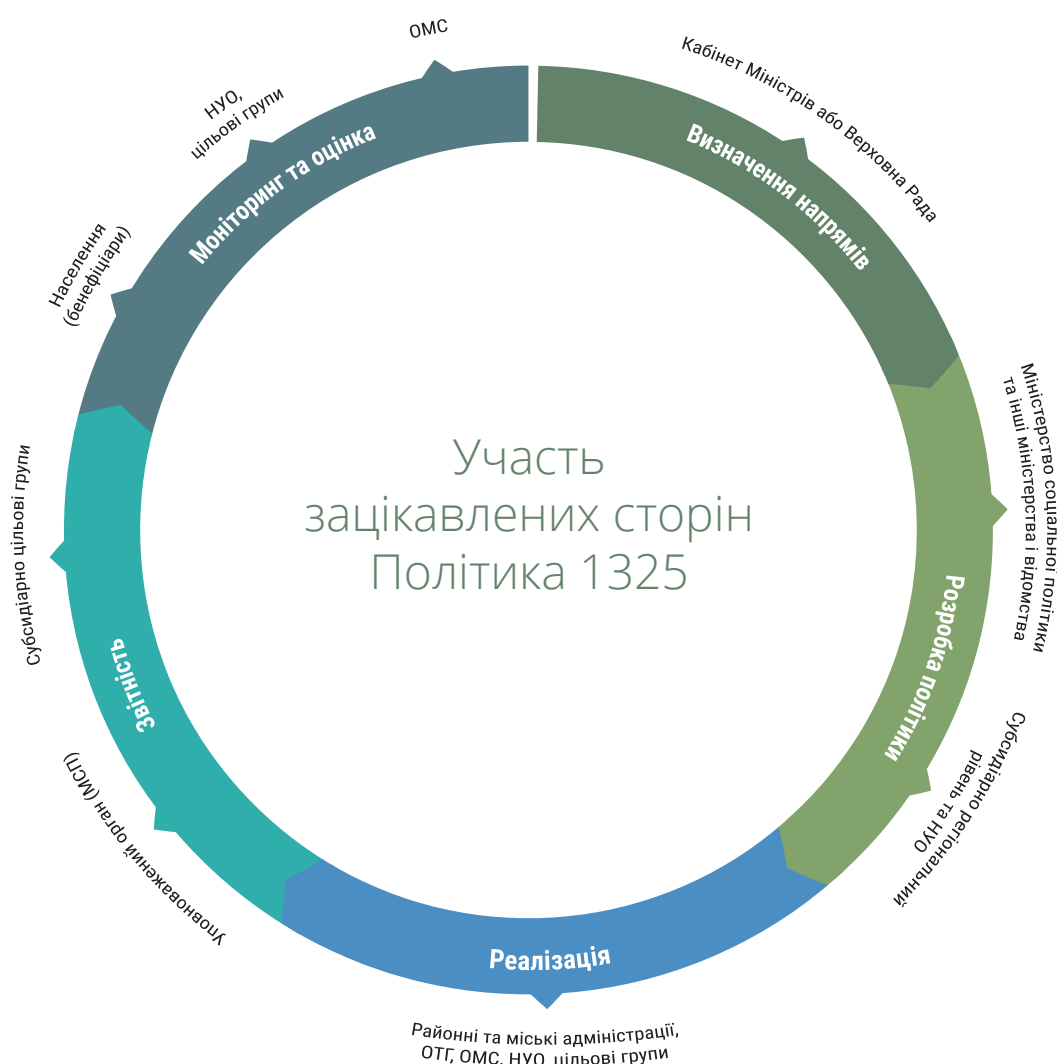 Участь
зацікавлених сторін
Політика 1325
Визначення напрямів
Кабінет Міністрів або Верховна Рада
Розробка політики
Міністерство соціальної політики
та інші міністерства і відомства
Субсидіарно регіональний
рівень та НУО
Реалізація
Районні та міські адміністрації,
ОТГ, ОМС, НУО, цільові групи
Звітність
Уповноважений орган (МСП)
Субсидіарно цільові групи
Моніторинг та оцінка
Населення
(бенефіціари)
НУО,
цільові групи
ОМС